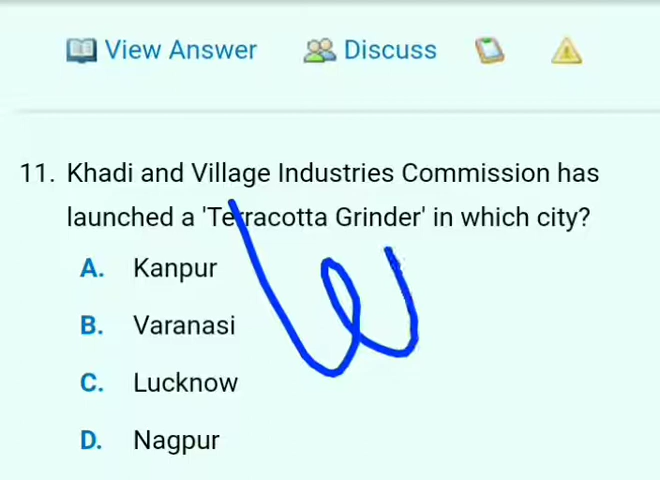 View Answer Discuss
11. Khadi and Village Industries Commission has
launched a 'Terracotta Grinder' in which city?
A. Kanpur
B. Varanasi
C. Lucknow
D. Nagpur